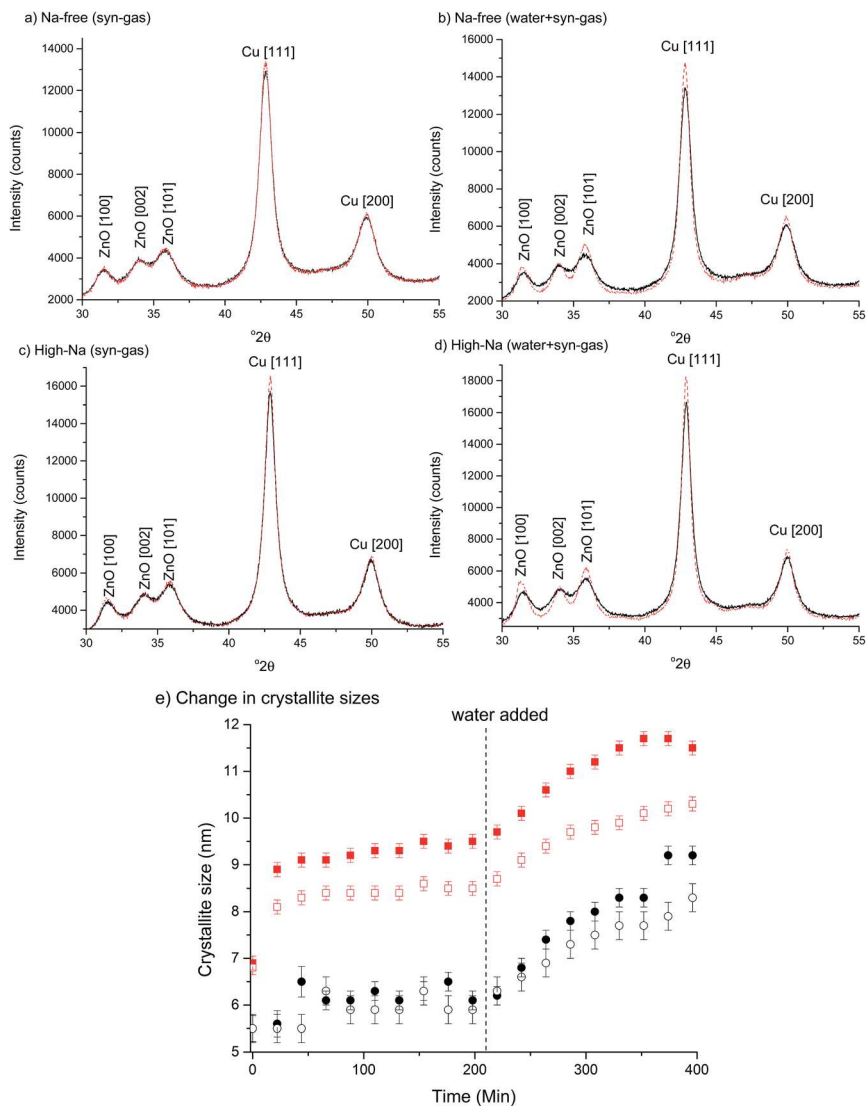 a) Na-free (syn-gas)
Cu [111]
14000
12000
10000
8000
6000
4000
2000
Intensity (counts)
ZnO [100]
ZnO [002]
ZnO [101]
Cu [200]
30 35 40 45 50 55
°2θ
b) Na-free (water+syn-gas)
Cu [111]
16000
14000
12000
10000
8000
6000
4000
2000
Intensity (counts)
ZnO [100]
ZnO [002]
ZnO [101]
Cu [200]
30 35 40 45 50 55
°2θ
c) High-Na (syn-gas)
Cu [111]
16000
14000
12000
10000
8000
6000
4000
Intensity (counts)
ZnO [100]
ZnO [002]
ZnO [101]
Cu [200]
30 35 40 45 50 55
°2θ
d) High-Na (water+syn-gas)
Cu [111]
18000
16000
14000
12000
10000
8000
6000
4000
Intensity (counts)
ZnO [100]
ZnO [002]
ZnO [101]
Cu [200]
30 35 40 45 50 55
°2θ
e) Change in crystallite sizes
water added
12
11
10
9
8
7
6
5
Crystallite size (nm)
0 100 200 300 400
Time (Min)